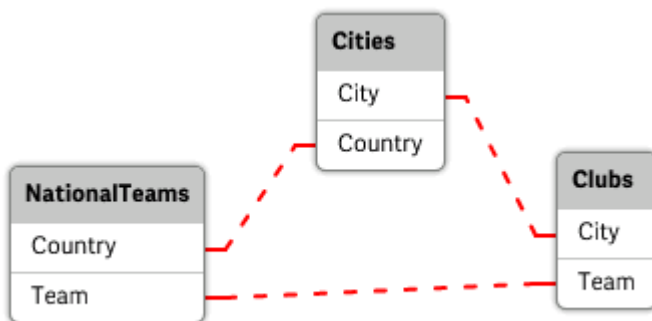 Cities
City
Country
NationalTeams
Country
Team
Clubs
City
Team